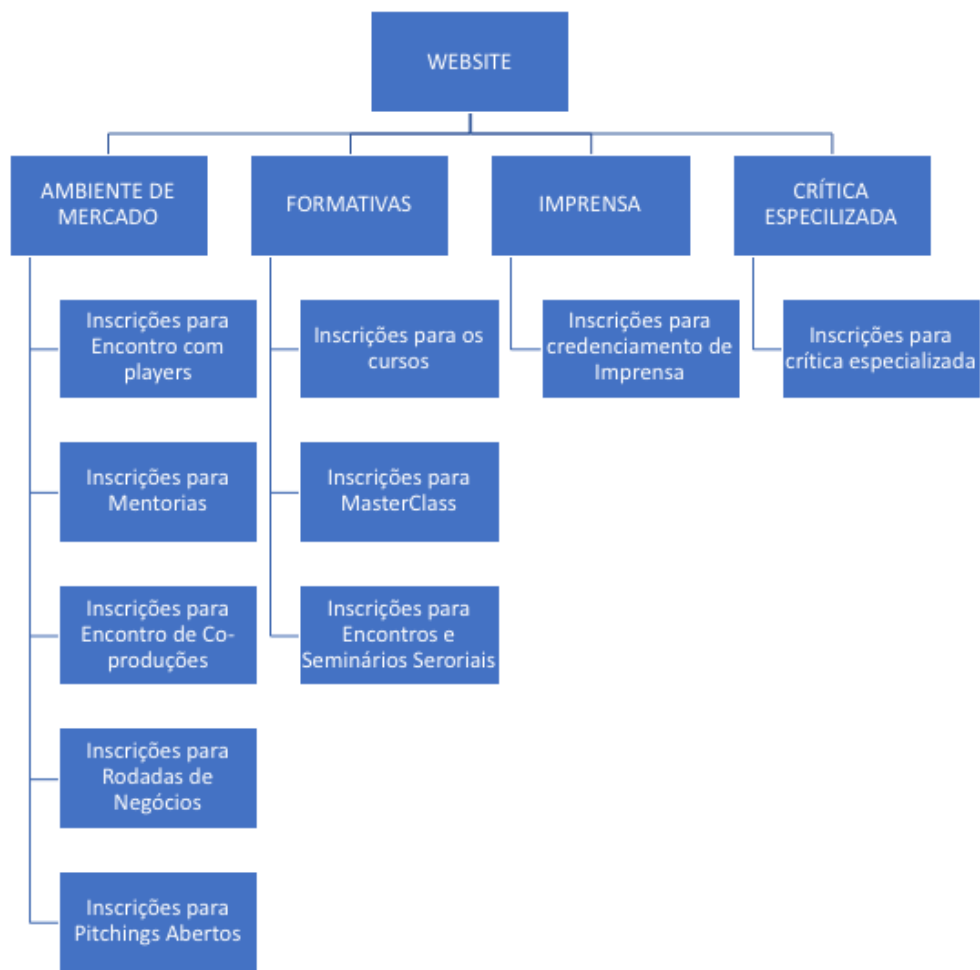 WEBSITE
AMBIENTE DE
MERCADO
FORMATIVAS
IMPRENSA
CRÍTICA
ESPECILIZADA
Inscrições para
Encontro com
players
Inscrições para
Mentorias
Inscrições para
Encontro de Co-
produções
Inscrições para
Rodadas de
Negócios
Inscrições para
Pitchings Abertos
Inscrições para os
cursos
Inscrições para
MasterClass
Inscrições para
Encontros e
Seminários Seroriais
Inscrições para
credenciamento de
Imprensa
Inscrições para
crítica especializada